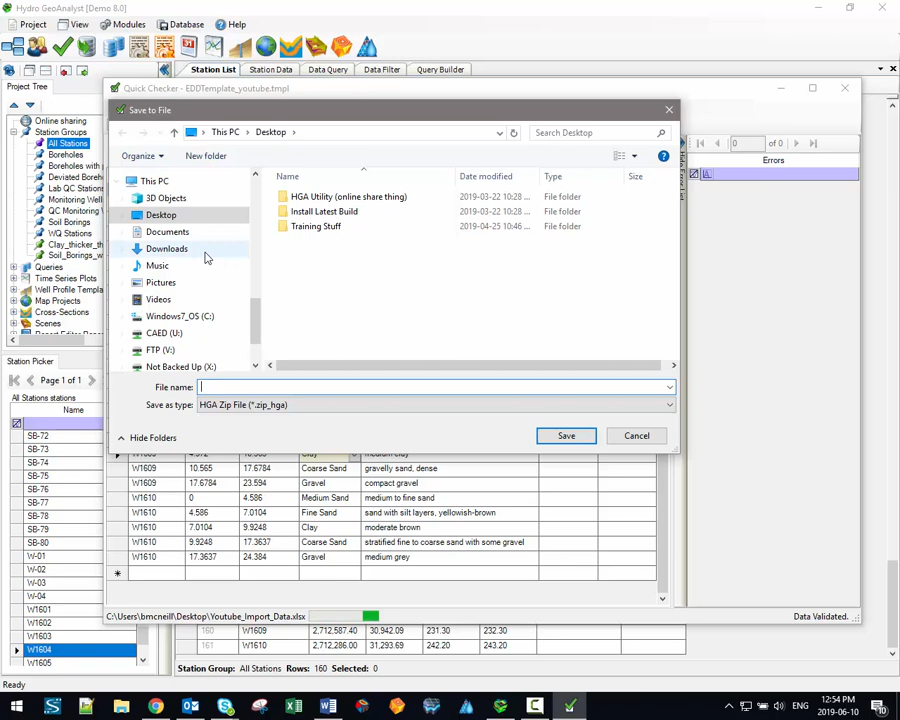 Hydro GeoAnalyst [Demo 8.0]
Project View Modules Database Help
31
Station List Station Data Data Query Data Filter Query Builder
Project Tree
Online sharing
Station Groups
All Stations
Boreholes
Boreholes with
Deviated Boreho
Lab QC Stations
Monitoring Wells
QC Monitoring
Soil Borings
WQ Stations
Clay_thicker_th
Soil_Borings_w
Queries
Time Series Plots
Well Profile Templa
Map Projects
Cross-Sections
Scenes
Station Picker
Page 1 of 1
All Stations stations
Name
SB-72
SB-73
SB-74
SB-75
SB-76
SB-77
SB-78
SB-79
SB-80
W-01
W-02
W-03
W-04
W1601
W1602
W1603
W1604
W1605
Quick Checker - EDDTemplate_youtube.tmpl
Save to File
This PC Desktop
Search Desktop
Organize New folder
This PC
3D Objects
Desktop
Documents
Downloads
Music
Pictures
Videos
Windows7_OS (C:)
CAED (U:)
FTP (V:)
Not Backed Up (X:)
Name Date modified Type Size
HGA Utility (online share thing) 2019-03-22 10:28 ... File folder
Install Latest Build 2019-03-22 10:28 ... File folder
Training Stuff 2019-04-25 10:46 ... File folder
File name:
Save as type: HGA Zip File (*.zip_hga)
Hide Folders Save Cancel
0 of 0
Errors
W1609 10.565 17.6784 Coarse Sand gravelly sand, dense
W1609 17.6784 23.594 Gravel compact gravel
W1610 0 4.586 Medium Sand medium to fine sand
W1610 4.586 7.0104 Fine Sand sand with silt layers, yellowish-brown
W1610 7.0104 9.9248 Clay moderate brown
W1610 9.9248 17.3637 Coarse Sand stratified fine to coarse sand with some gravel
W1610 17.3637 24.384 Gravel medium grey
C:\Users\bmcneill\Desktop\Youtube_Import_Data.xlsx Data Validated.
160 W1609 2,712,587.40 30,942.09 231.30 232.30
161 W1610 2,712,286.00 31,293.69 242.20 243.20
Station Group: All Stations Rows: 160 Selected: 0
Ready
ENG 12:54 PM
2019-06-10